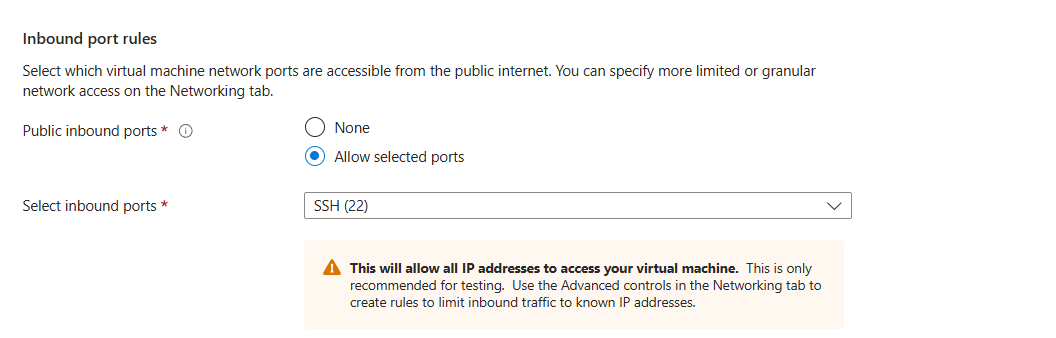 Inbound port rules
Select which virtual machine network ports are accessible from the public internet. You can specify more limited or granular
network access on the Networking tab.
Public inbound ports *
None
Allow selected ports
Select inbound ports *
SSH (22)
This will allow all IP addresses to access your virtual machine. This is only
recommended for testing. Use the Advanced controls in the Networking tab to
create rules to limit inbound traffic to known IP addresses.